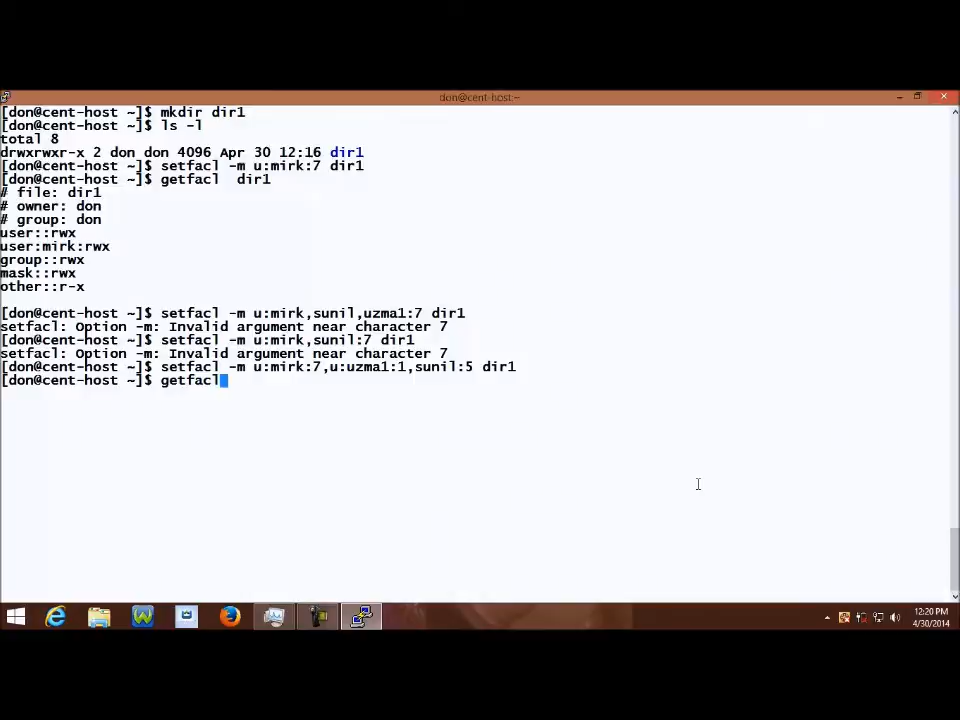 don@cent-host:~
[don@cent-host ~]$ mkdir dir1
[don@cent-host ~]$ ls -l
total 8
drwxrwxr-x 2 don don 4096 Apr 30 12:16 dir1
[don@cent-host ~]$ setfacl -m u:mirk:7 dir1
[don@cent-host ~]$ getfacl  dir1
# file: dir1
# owner: don
# group: don
user::rwx
user:mirk:rwx
group::rwx
mask::rwx
other::r-x
[don@cent-host ~]$ setfacl -m u:mirk,sunil,uzma1:7 dir1
setfacl: Option -m: Invalid argument near character 7
[don@cent-host ~]$ setfacl -m u:mirk,sunil:7 dir1
setfacl: Option -m: Invalid argument near character 7
[don@cent-host ~]$ setfacl -m u:mirk:7,u:uzma1:1,sunil:5 dir1
[don@cent-host ~]$ getfacl
12:20 PM
4/30/2014